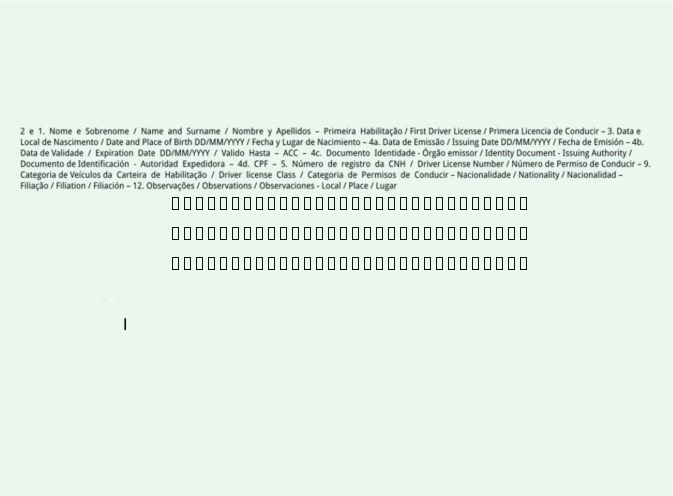 2 e 1. Nome e Sobrenome / Name and Surname / Nombre y Apellidos – Primeira Habilitação / First Driver License / Primera Licencia de Conducir – 3. Data e
Local de Nascimento / Date and Place of Birth DD/MM/YYYY / Fecha y Lugar de Nacimiento – 4a. Data de Emissão / Issuing Date DD/MM/YYYY / Fecha de Emisión – 4b.
Data de Validade / Expiration Date DD/MM/YYYY / Valido Hasta – ACC – 4c. Documento Identidade - Órgão emissor / Identity Document - Issuing Authority /
Documento de Identificación - Autoridad Expedidora – 4d. CPF – 5. Número de registro da CNH / Driver License Number / Número de Permiso de Conducir – 9.
Categoria de Veículos da Carteira de Habilitação / Driver license Class / Categoria de Permisos de Conducir – Nacionalidade / Nationality / Nacionalidad –
Filiação / Filiation / Filiación – 12. Observações / Observations / Observaciones - Local / Place / Lugar